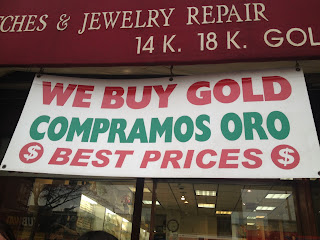 TCHES & JEWELRY REPAIR
14 K. 18 K. GOL
WE BUY GOLD
COMPRAMOS ORO
$ BEST PRICES $